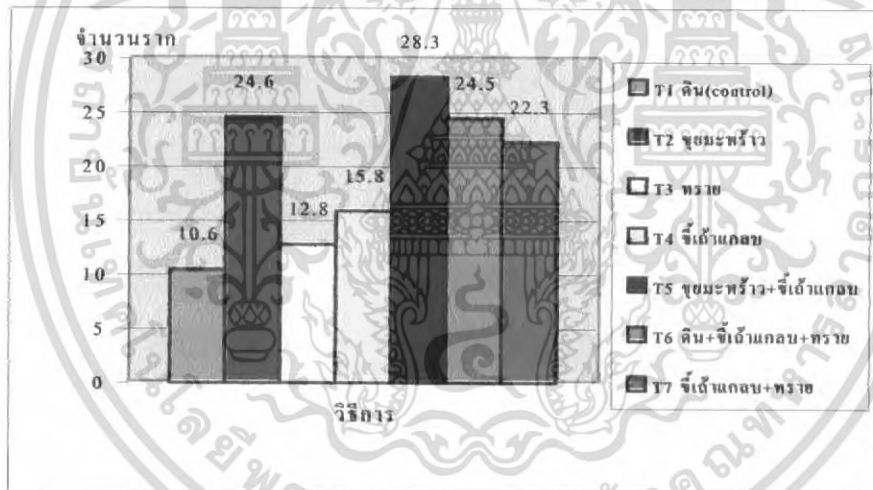 จำนวนราก
30
25
20
15
10
5
0
10.6
24.6
12.8
15.8
28.3
24.5
22.3
วิธีการ
T1 ดิน(control)
T2 ขุยมะพร้าว
T3 ทราย
T4 ขี้เถ้าแกลบ
T5 ขุยมะพร้าว+ขี้เถ้าแกลบ
T6 ดิน+ขี้เถ้าแกลบ+ทราย
T7 ขี้เถ้าแกลบ+ทราย